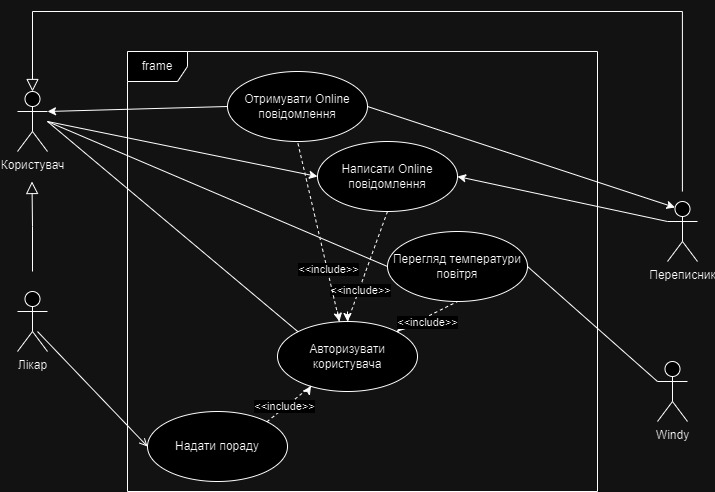 frame
Отримувати Online
повідомлення
Користувач
Написати Online
повідомлення
Перегляд температури
повітря
Переписник
<<include>>
<<include>>
<<include>>
Авторизувати
користувача
Лікар
<<include>>
Надати пораду
Windy